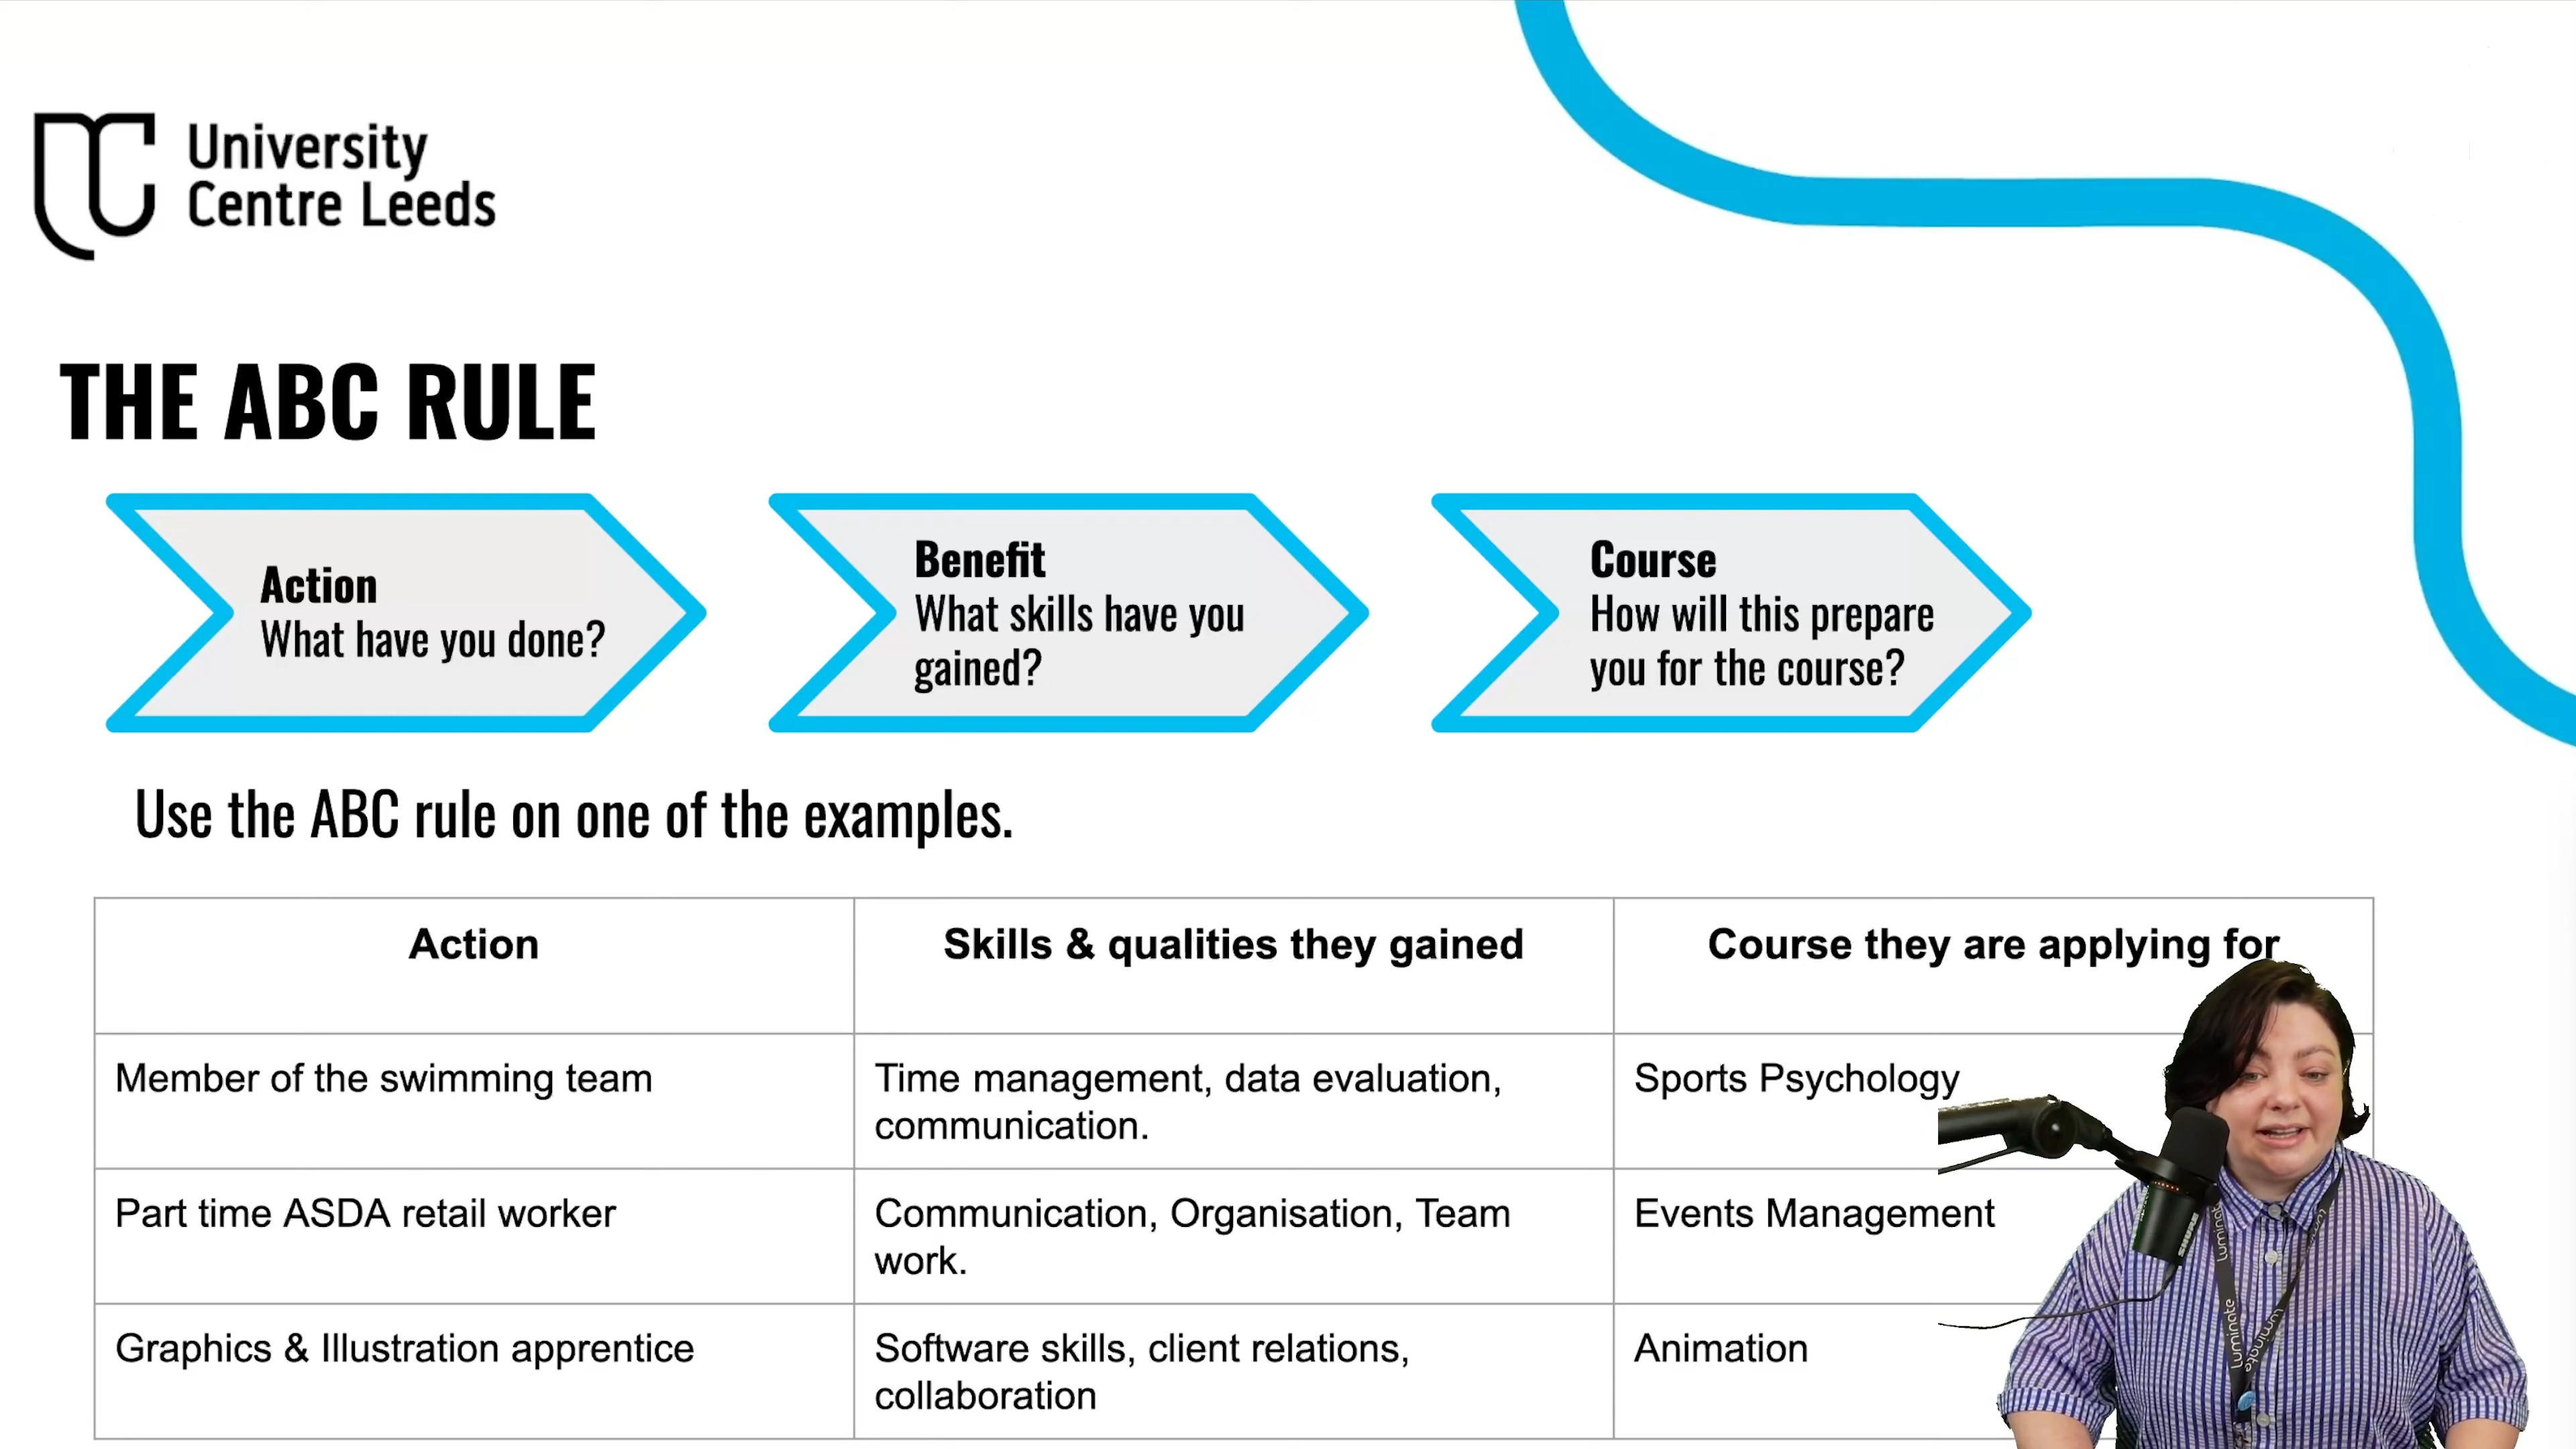 University
Centre Leeds
THE ABC RULE
Action
What have you done?
Benefit
What skills have you
gained?
Course
How will this prepare
you for the course?
Use the ABC rule on one of the examples.
Action
Skills & qualities they gained
Course they are applying for
Member of the swimming team
Time management, data evaluation,
communication.
Sports Psychology
Part time ASDA retail worker
Communication, Organisation, Team
work.
Events Management
Graphics & Illustration apprentice
Software skills, client relations,
collaboration
Animation
SHURE
luminate
luminate
luminate